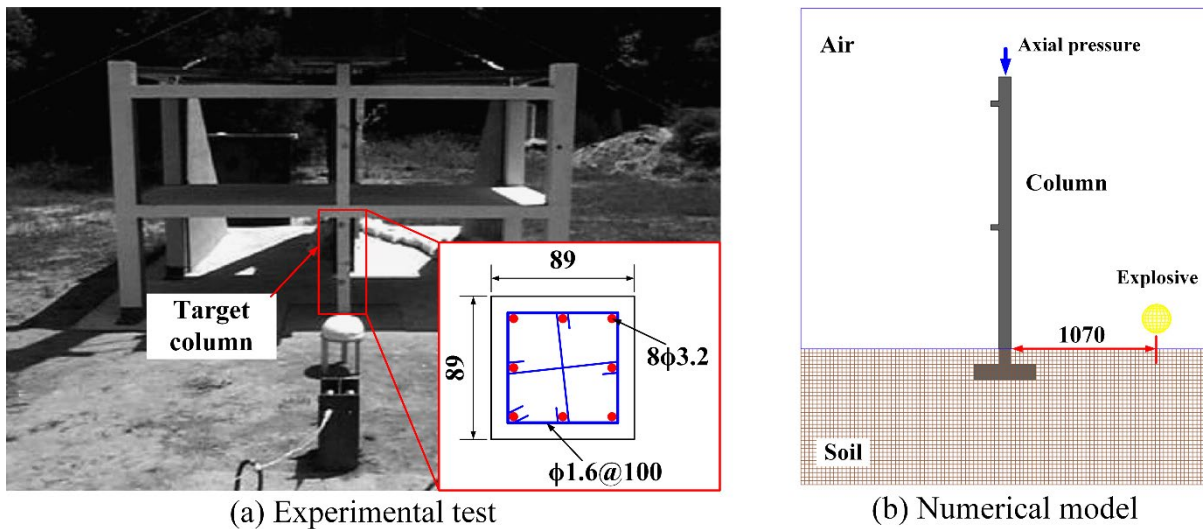 Target
column
89
89
8ϕ3.2
ϕ1.6@100
(a) Experimental test
Air
Axial pressure
Column
Explosive
1070
Soil
(b) Numerical model